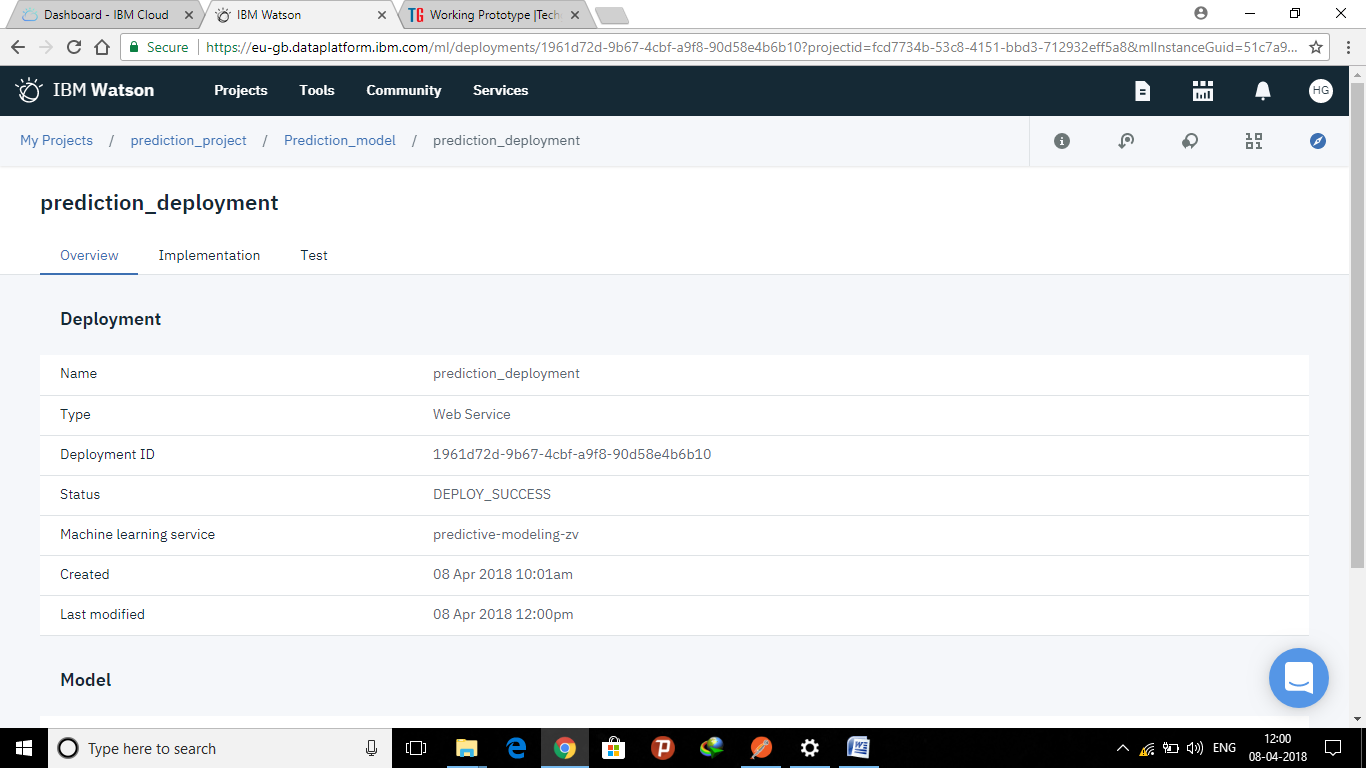 Dashboard - IBM Cloud
IBM Watson
Working Prototype |Tech
Secure
https://eu-gb.dataplatform.ibm.com/ml/deployments/1961d72d-9b67-4cbf-a9f8-90d58e4b6b10?projectid=fcd7734b-53c8-4151-bbd3-712932eff5a8&mlInstanceGuid=51c7a9...
IBM Watson
Projects
Tools
Community
Services
HG
My Projects / prediction_project / Prediction_model / prediction_deployment
prediction_deployment
Overview
Implementation
Test
Deployment
Name prediction_deployment
Type Web Service
Deployment ID 1961d72d-9b67-4cbf-a9f8-90d58e4b6b10
Status DEPLOY_SUCCESS
Machine learning service predictive-modeling-zv
Created 08 Apr 2018 10:01am
Last modified 08 Apr 2018 12:00pm
Model
Type here to search
ENG
12:00
08-04-2018